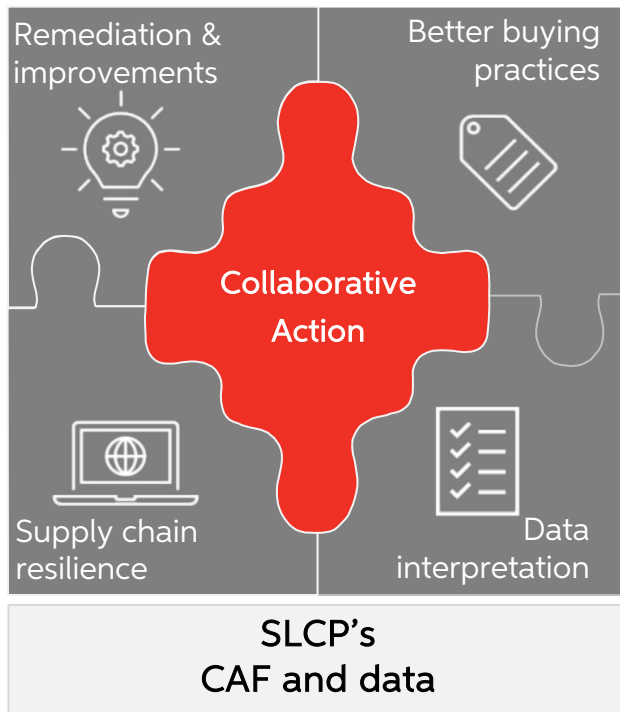 Remediation &
improvements
Better buying
practices
Collaborative
Action
Supply chain
resilience
Data
interpretation
SLCP's
CAF and data